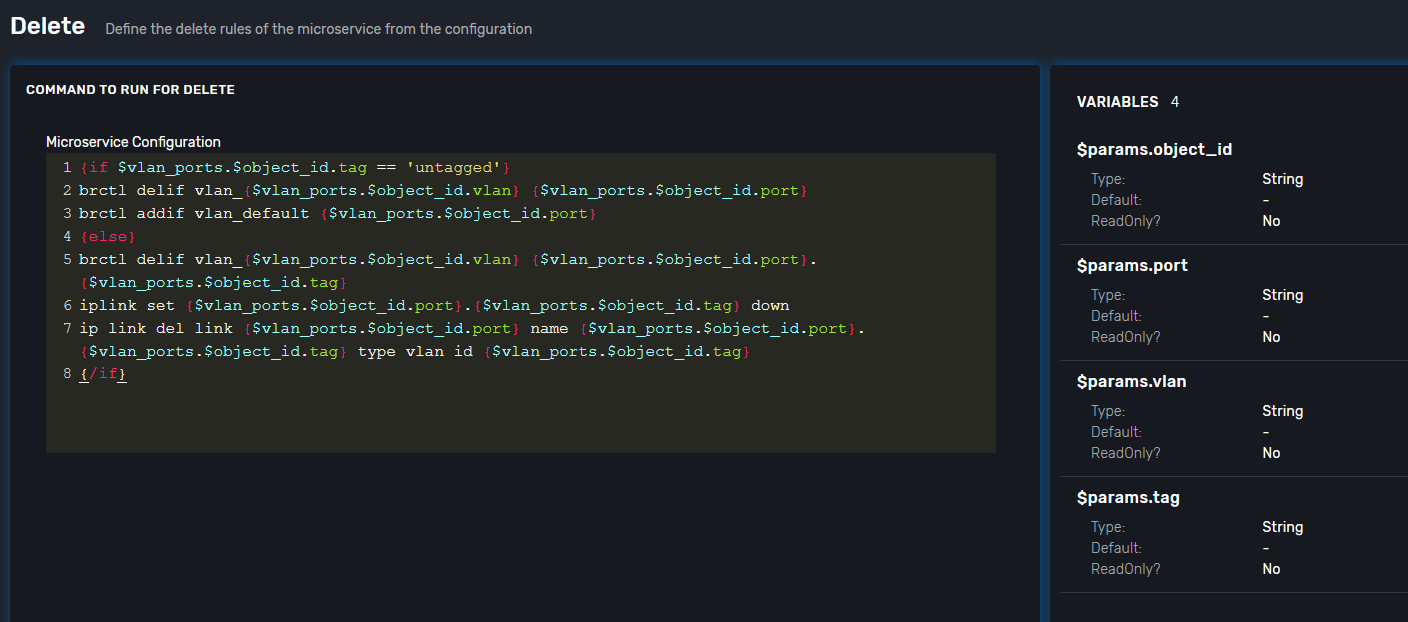 Delete Define the delete rules of the microservice from the configuration
COMMAND TO RUN FOR DELETE
Microservice Configuration
1 {if $vlan_ports.$object_id.tag == 'untagged'}
2 brctl delif vlan_{$vlan_ports.$object_id.vlan} {$vlan_ports.$object_id.port}
3 brctl addif vlan_default {$vlan_ports.$object_id.port}
4 {else}
5 brctl delif vlan_{$vlan_ports.$object_id.vlan} {$vlan_ports.$object_id.port}.
{$vlan_ports.$object_id.tag}
6 iplink set {$vlan_ports.$object_id.port}.{$vlan_ports.$object_id.tag} down
7 ip link del link {$vlan_ports.$object_id.port} name {$vlan_ports.$object_id.port}.
{$vlan_ports.$object_id.tag} type vlan id {$vlan_ports.$object_id.tag}
8 {/if}
VARIABLES 4
$params.object_id
Type: String
Default: -
ReadOnly? No
$params.port
Type: String
Default: -
ReadOnly? No
$params.vlan
Type: String
Default: -
ReadOnly? No
$params.tag
Type: String
Default: -
ReadOnly? No